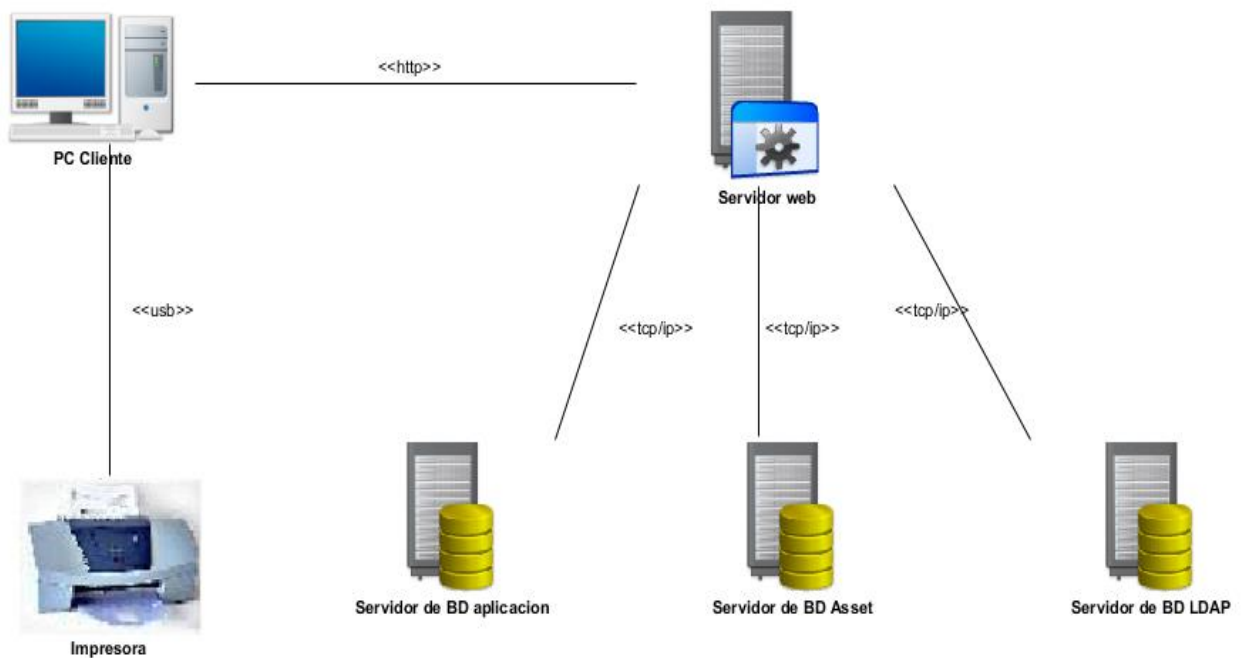 <<http>>
PC Cliente
Servidor web
<<usb>>
<<tcp/ip>>
<<tcp/ip>>
<<tcp/ip>>
Servidor de BD aplicacion
Servidor de BD Asset
Servidor de BD LDAP
Impresora